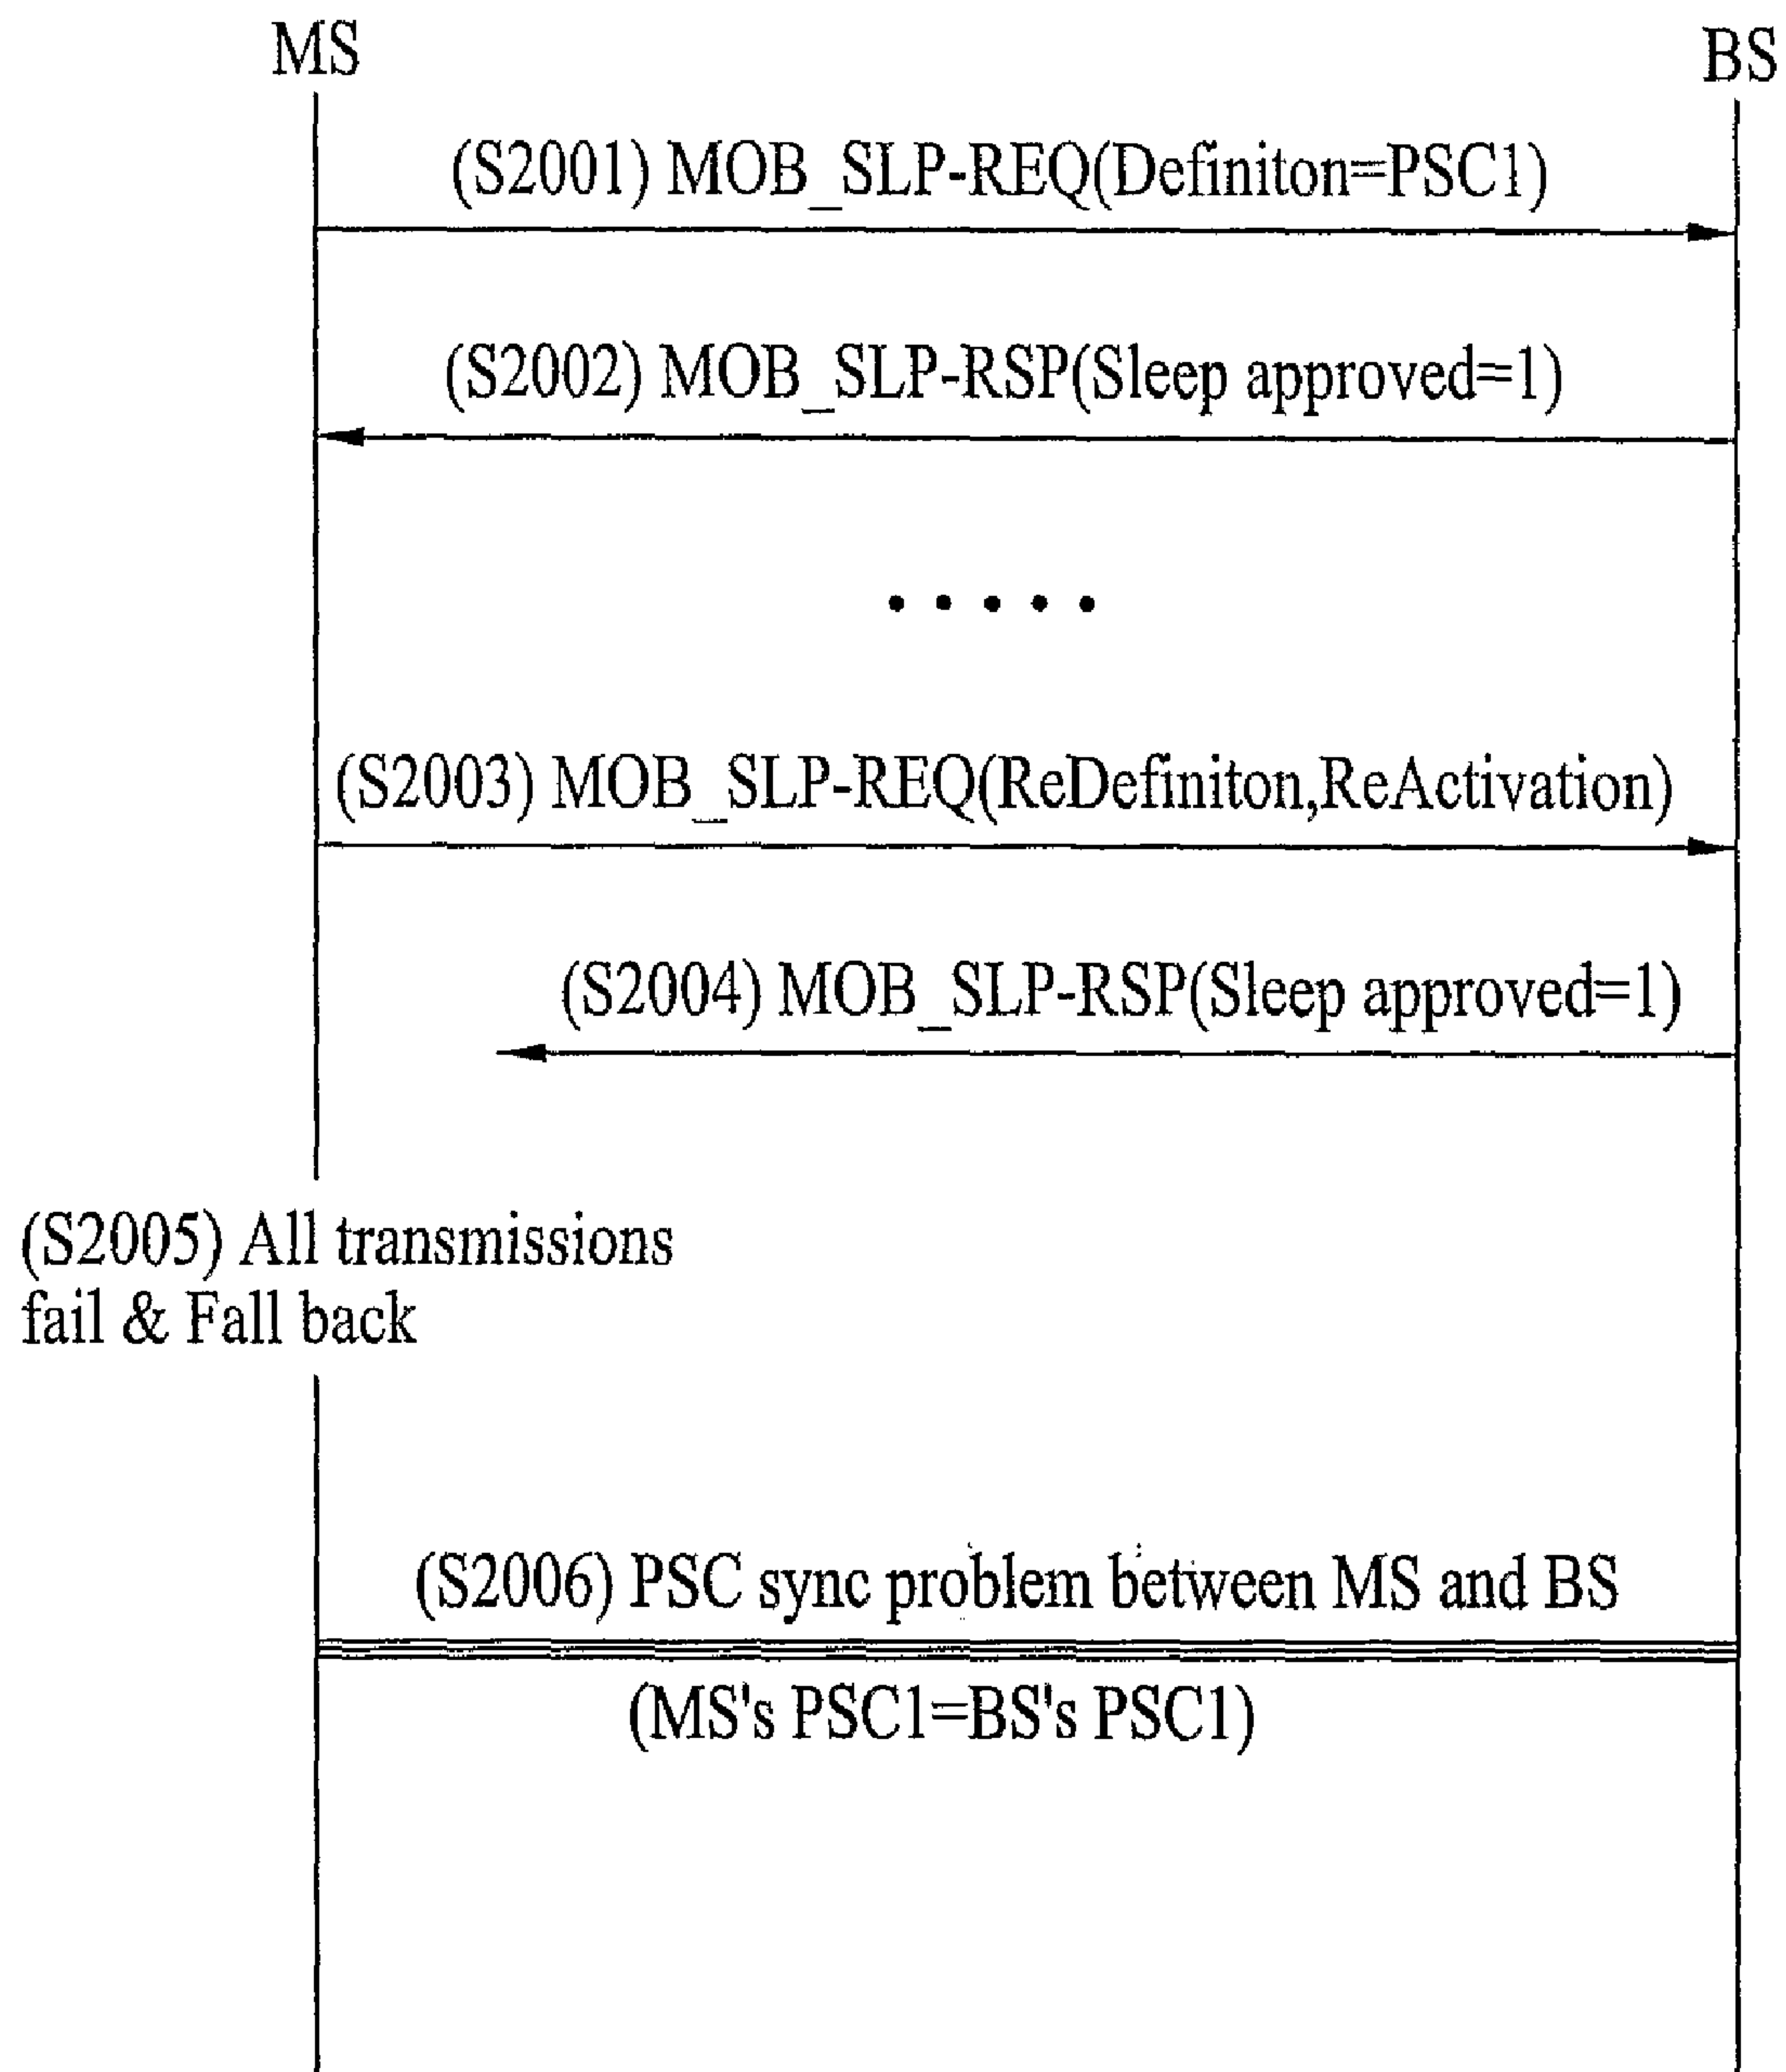 MS
BS
(S2001) MOB_SLP-REQ(Definiton=PSC1)
(S2002) MOB_SLP-RSP(Sleep approved=1)
(S2003) MOB_SLP-REQ(ReDefiniton,ReActivation)
(S2004) MOB_SLP-RSP(Sleep approved=1)
(S2005) All transmissions
fail & Fall back
(S2006) PSC sync problem between MS and BS
(MS's PSC1=BS's PSC1)